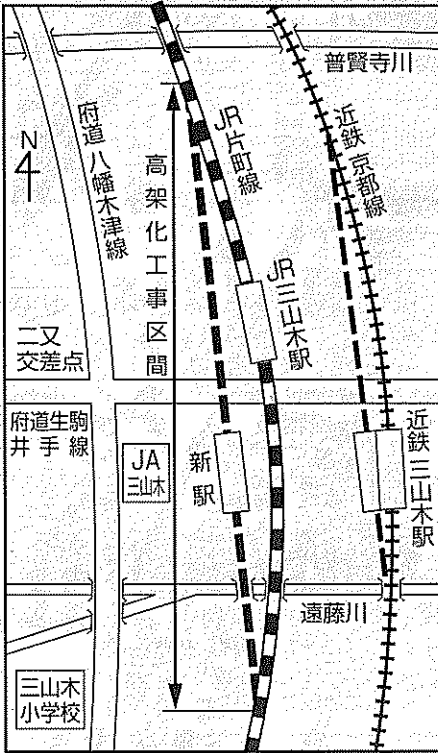 普賢寺川
府道 八幡木津線
N
高架化工事区間
JR片町線
近鉄 京都線
JR三山木駅
二又
交差点
府道生駒
井手線
JA
三山木
新駅
近鉄 三山木駅
遠藤川
三山木
小学校